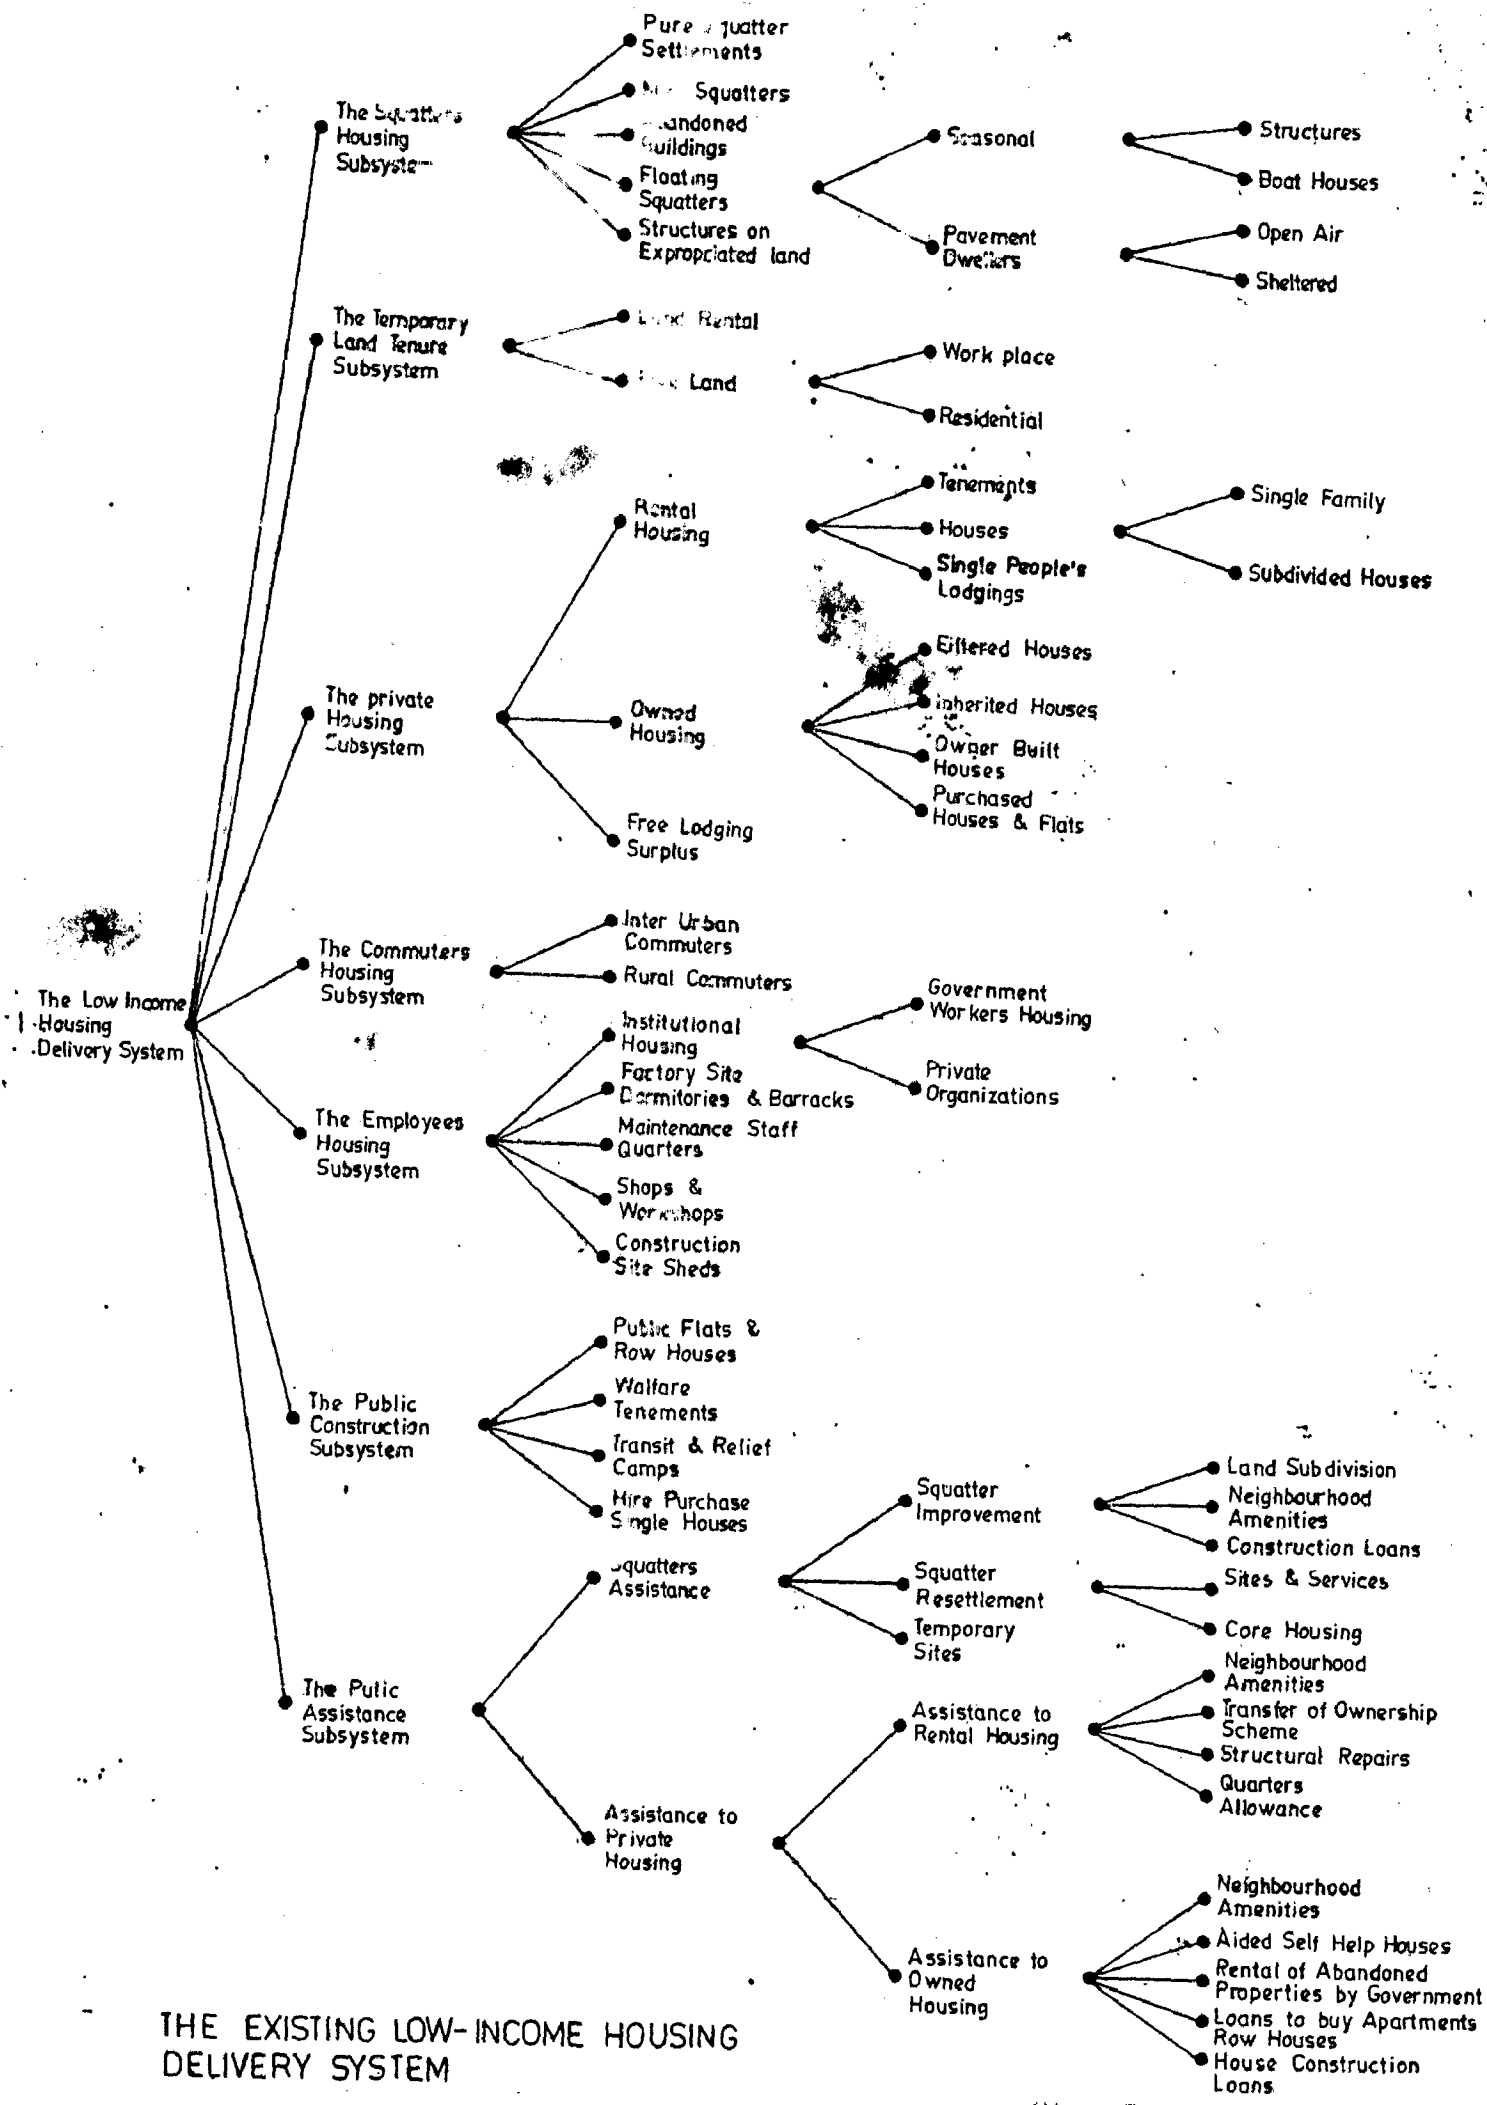 Pure
Settlements
Squatters
Buildings
Floating
Squatters
Structures on
Expropriated land
The Squatters
Housing
Subsystem
Seasonal
Pavement
Dwellers
Structures
Boat Houses
Open Air
Sheltered
The Temporary
Land Tenure
Subsystem
Land Rental
Land
Work place
Residential
Rental
Housing
Tenements
Houses
Single People's
Lodgings
Single Family
Subdivided Houses
The private
Housing
Subsystem
Owned
Housing
Houses
Inherited Houses
Owner Built
Houses
Purchased
Houses & Flats
Free Lodging
Surplus
The Commuters
Housing
Subsystem
Inter Urban
Commuters
Rural Commuters
The Low Income
Housing
Delivery System
Institutional
Housing
Government
Workers Housing
Private
Organizations
The Employees
Housing
Subsystem
Factory Site
Dormitories & Barracks
Maintenance Staff
Quarters
Shops &
Workshops
Construction
Site Sheds
The Public
Construction
Subsystem
Public Flats &
Row Houses
Walfare
Tenements
Transit & Relief
Camps
Hire Purchase
Single Houses
The Pulic
Assistance
Subsystem
Squatters
Assistance
Squatter
Improvement
Squatter
Resettlement
Temporary
Sites
Land Subdivision
Neighbourhood
Amenities
Construction Loans
Sites & Services
Core Housing
Assistance to
Private
Housing
Assistance to
Rental Housing
Neighbourhood
Amenities
Transfer of Ownership
Scheme
Structural Repairs
Quarters
Allowance
Assistance to
Owned
Housing
Neighbourhood
Amenities
Aided Self Help Houses
Rental of Abandoned
Properties by Government
Loans to buy Apartments
Row Houses
House Construction
Loans
THE EXISTING LOW-INCOME HOUSING
DELIVERY SYSTEM